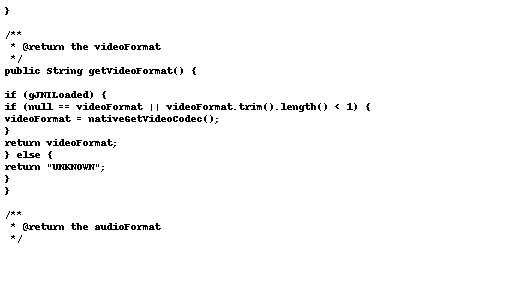 }
/**
* @return the videoFormat
*/
public String getVideoFormat() {
if (gJNILoaded) {
if (null == videoFormat || videoFormat.trim().length() < 1) {
videoFormat = nativeGetVideoCodec();
}
return videoFormat;
} else {
return "UNKNOWN";
}
}
/**
* @return the audioFormat
*/